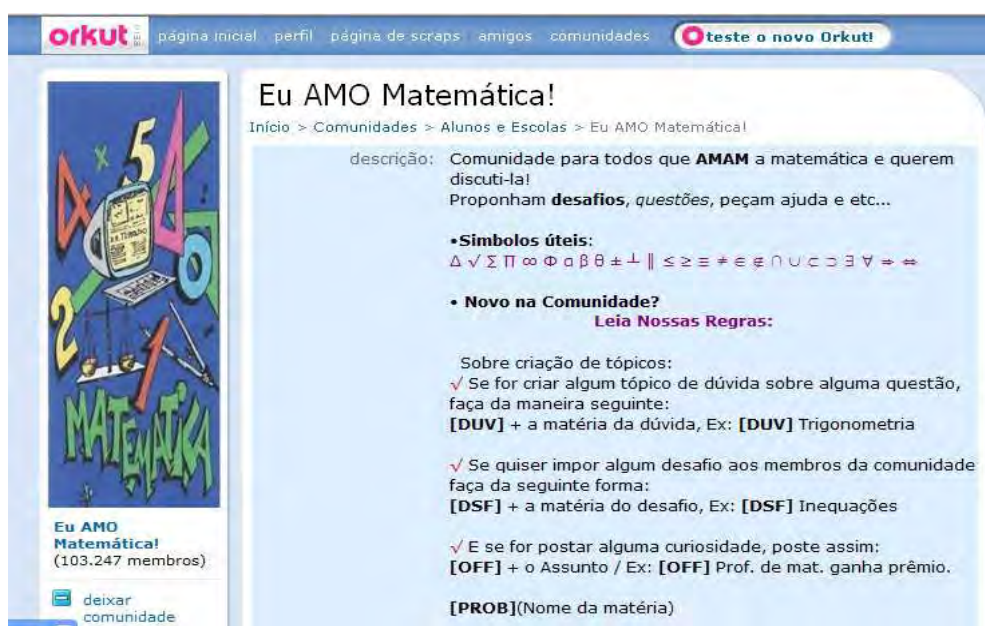 orkut BETA página inicial perfil página de scraps amigos comunidades teste o novo Orkut!
Eu AMO Matemática!
Início > Comunidades > Alunos e Escolas > Eu AMO Matemática!
descrição: Comunidade para todos que AMAM a matemática e querem
discuti-la!
Proponham desafios, questões, peçam ajuda e etc...
•Simbolos úteis:
Δ √ Σ Π ∞ Φ α β θ ± ┴ ‖ ≤ ≥ ≡ ≠ ∈ ∉ ∩ ∪ ⊂ ⊃ ∃ ∀ ⇒ ⇔
• Novo na Comunidade?
Leia Nossas Regras:
Sobre criação de tópicos:
√ Se for criar algum tópico de dúvida sobre alguma questão,
faça da maneira seguinte:
[DUV] + a matéria da dúvida, Ex: [DUV] Trigonometria
√ Se quiser impor algum desafio aos membros da comunidade
faça da seguinte forma:
[DSF] + a matéria do desafio, Ex: [DSF] Inequações
√ E se for postar alguma curiosidade, poste assim:
[OFF] + o Assunto / Ex: [OFF] Prof. de mat. ganha prêmio.
[PROB](Nome da matéria)
4 x 5
2 1 0
MATEMÁTICA
Eu AMO
Matemática!
(103.247 membros)
deixar
comunidade